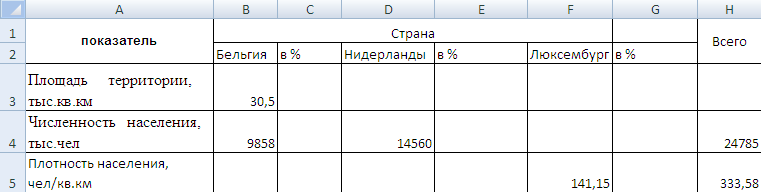 A B C D E F G H
1 показатель Страна Всего
2 Бельгия в % Нидерланды в % Люксембург в %
Площадь территории,
3 тыс.кв.км 30,5
Численность населения,
4 тыс.чел 9858 14560 24785
Плотность населения,
5 чел/кв.км 141,15 333,58